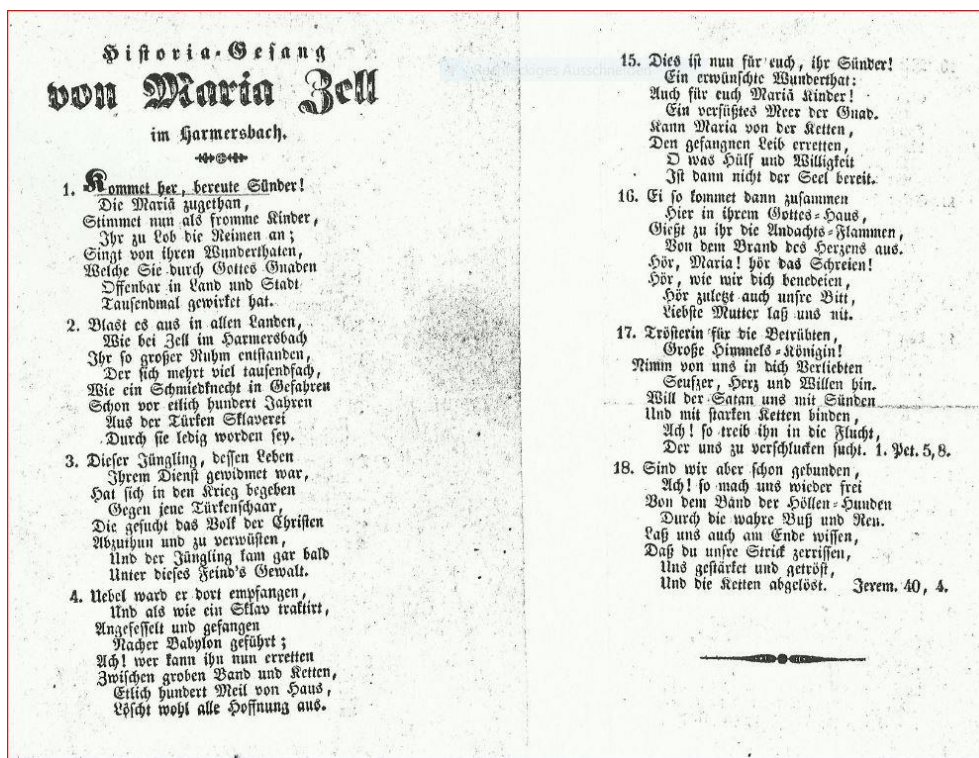 Historia-Gesang
von Maria Zell
im Harmersbach.
1. Kommet her, bereute Sünder!
Die Mariä zugethan,
Stimmet nun als fromme Kinder,
Ihr zu Lob die Reimen an;
Singt von ihren Wunderthaten,
Welche Sie durch Gottes Gnaden
Offenbar in Land und Stadt
Tausendmal gewirket hat.
2. Blast es aus in allen Landen,
Wie bei Zell im Harmersbach
Ihr so großer Ruhm entstanden,
Der sich mehrt viel tausendfach,
Wie ein Schmiedknecht in Gefahren
Schon vor etlich hundert Jahren
Aus der Türken Sklaverei
Durch sie ledig worden sey.
3. Dieser Jüngling, dessen Leben
Ihrem Dienst gewidmet war,
Hat sich in den Krieg begeben
Gegen jene Türkenschaar,
Die gesucht das Volk der Christen
Abzuthun und zu verwüsten,
Und der Jüngling kam gar bald
Unter dieses Feind's Gewalt.
4. Uebel ward er dort empfangen,
Und als wie ein Sklav traktirt,
Angefesselt und gefangen
Nacher Babylon geführt;
Ach! wer kann ihn nun erretten
Zwischen groben Band und Ketten,
Etlich hundert Meil von Haus,
Löscht wohl alle Hoffnung aus.
15. Dies ist nun für euch, ihr Sünder!
Ein erwünschte Wunderthat:
Auch für euch Mariä Kinder!
Ein versüßtes Meer der Gnad.
Kann Maria von der Ketten,
Den gefangnen Leib erretten,
O was Hülf und Willigkeit
Ist dann nicht der Seel bereit.
16. Ei so kommet dann zusammen
Hier in ihrem Gottes-Haus,
Gießt zu ihr die Andachts-Flammen,
Von dem Brand des Herzens aus.
Hör, Maria! hör das Schreien!
Hör, wie wir dich benedeien,
Hör zuletzt auch unsre Bitt,
Liebste Mutter laß uns nit.
17. Trösterin für die Betrübten,
Große Himmels-Königin!
Nimm von uns in dich Verliebten
Seufzer, Herz und Willen hin.
Will der Satan uns mit Sünden
Und mit starken Ketten binden,
Ach! so treib ihn in die Flucht,
Der uns zu verschlucken sucht. 1. Pet. 5, 8.
18. Sind wir aber schon gebunden,
Ach! so mach uns wieder frei
Von dem Band der Höllen-Hunden
Durch die wahre Buß und Reu.
Laß uns auch am Ende wissen,
Daß du unsre Strick zerrissen,
Uns gestärket und getröst,
Und die Ketten abgelöst. Jerem. 40, 4.